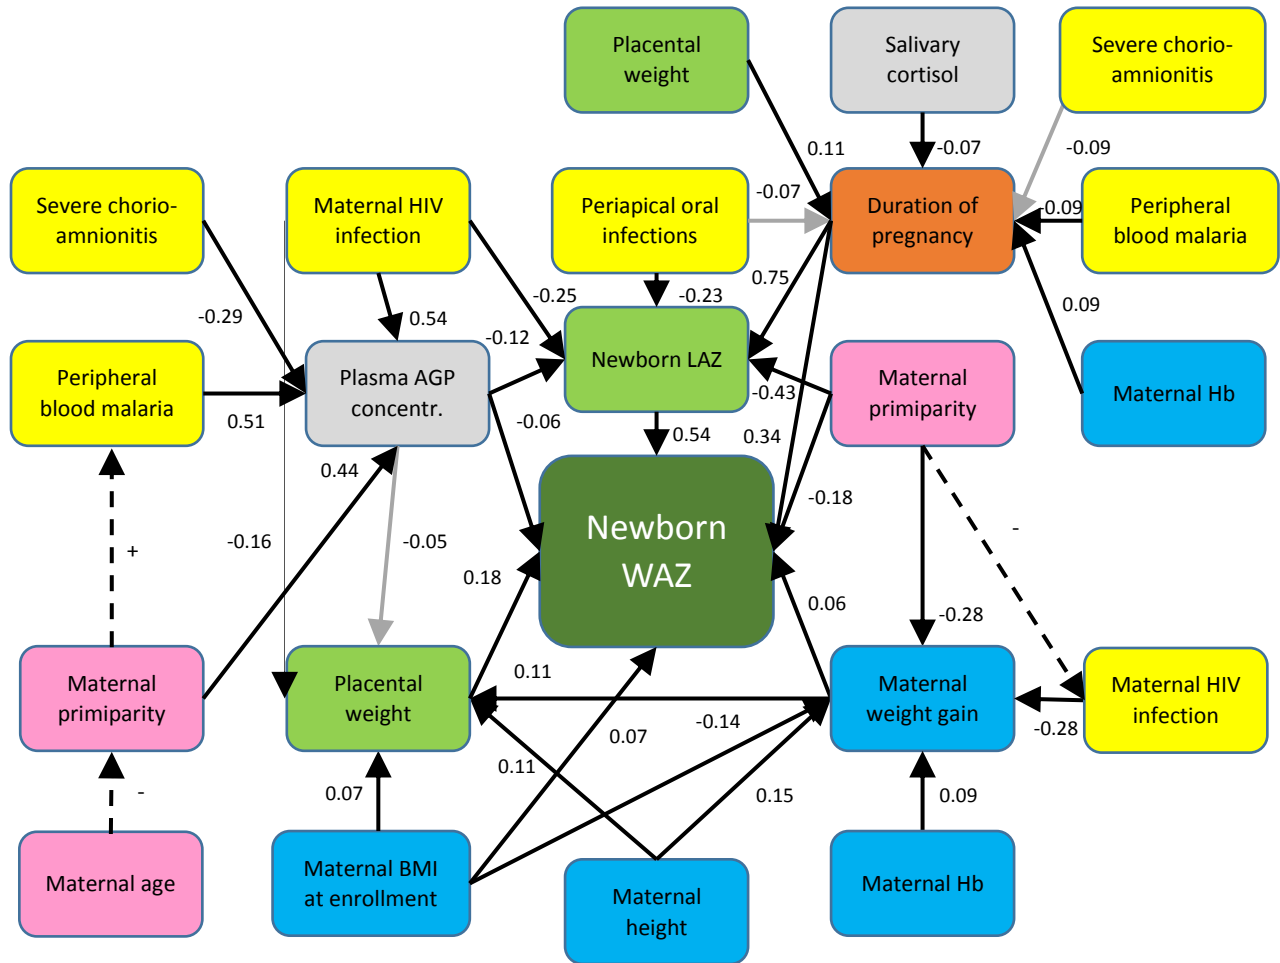 Placental
weight
Salivary
cortisol
Severe chorio-
amnionitis
0.11
-0.07
-0.09
Severe chorio-
amnionitis
Maternal HIV
infection
Periapical oral
infections
-0.07
Duration of
pregnancy
-0.09
Peripheral
blood malaria
-0.29
0.54
-0.25
-0.23
0.75
0.09
-0.12
Peripheral
blood malaria
Plasma AGP
concentr.
Newborn LAZ
Maternal
primiparity
Maternal Hb
0.51
-0.06
-0.43
0.54
0.34
0.44
-0.18
Newborn
WAZ
+
-0.16
-0.05
0.18
0.06
-
-0.28
Maternal
primiparity
Placental
weight
0.11
-0.14
Maternal
weight gain
Maternal HIV
infection
-0.28
0.07
0.11
-
0.07
0.15
0.09
Maternal age
Maternal BMI
at enrollment
Maternal
height
Maternal Hb